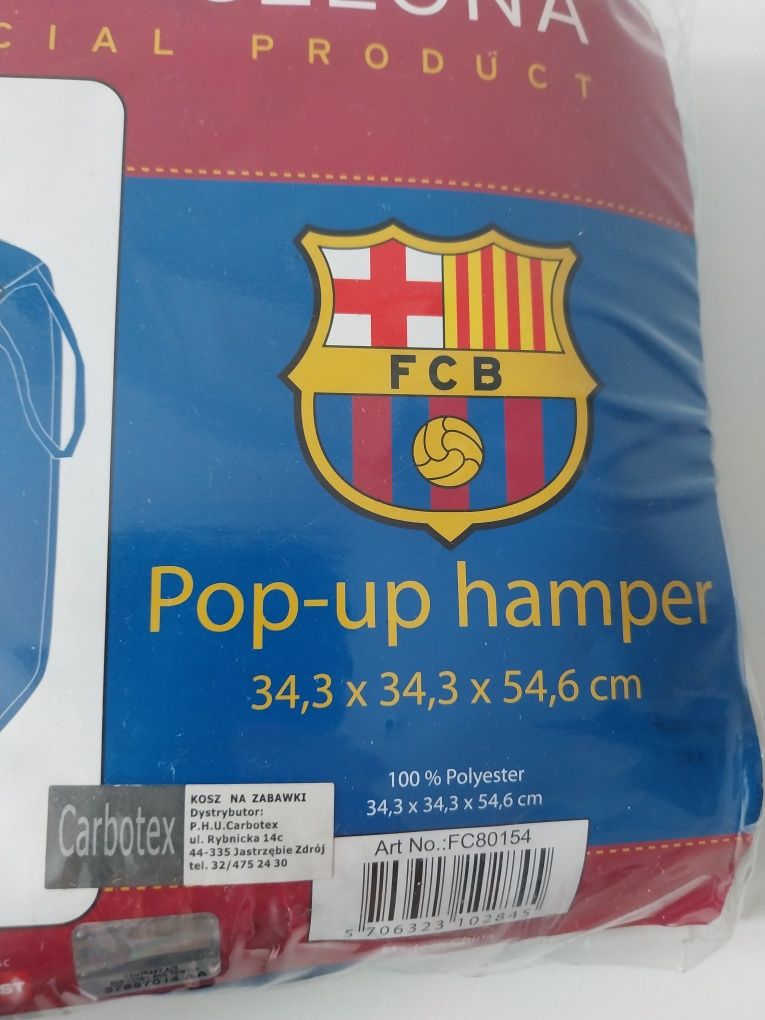 CIAL PRODUCT
FCB
Pop-up hamper
34,3 x 34,3 x 54,6 cm
100 % Polyester
34,3 x 34,3 x 54,6 cm
Carbotex
KOSZ NA ZABAWKI
Dystrybutor:
P.H.U.Carbotex
ul. Rybnicka 14c
44-335 Jastrzębie Zdrój
tel. 32/475 24 30
Art No.:FC80154
5 706323 102845